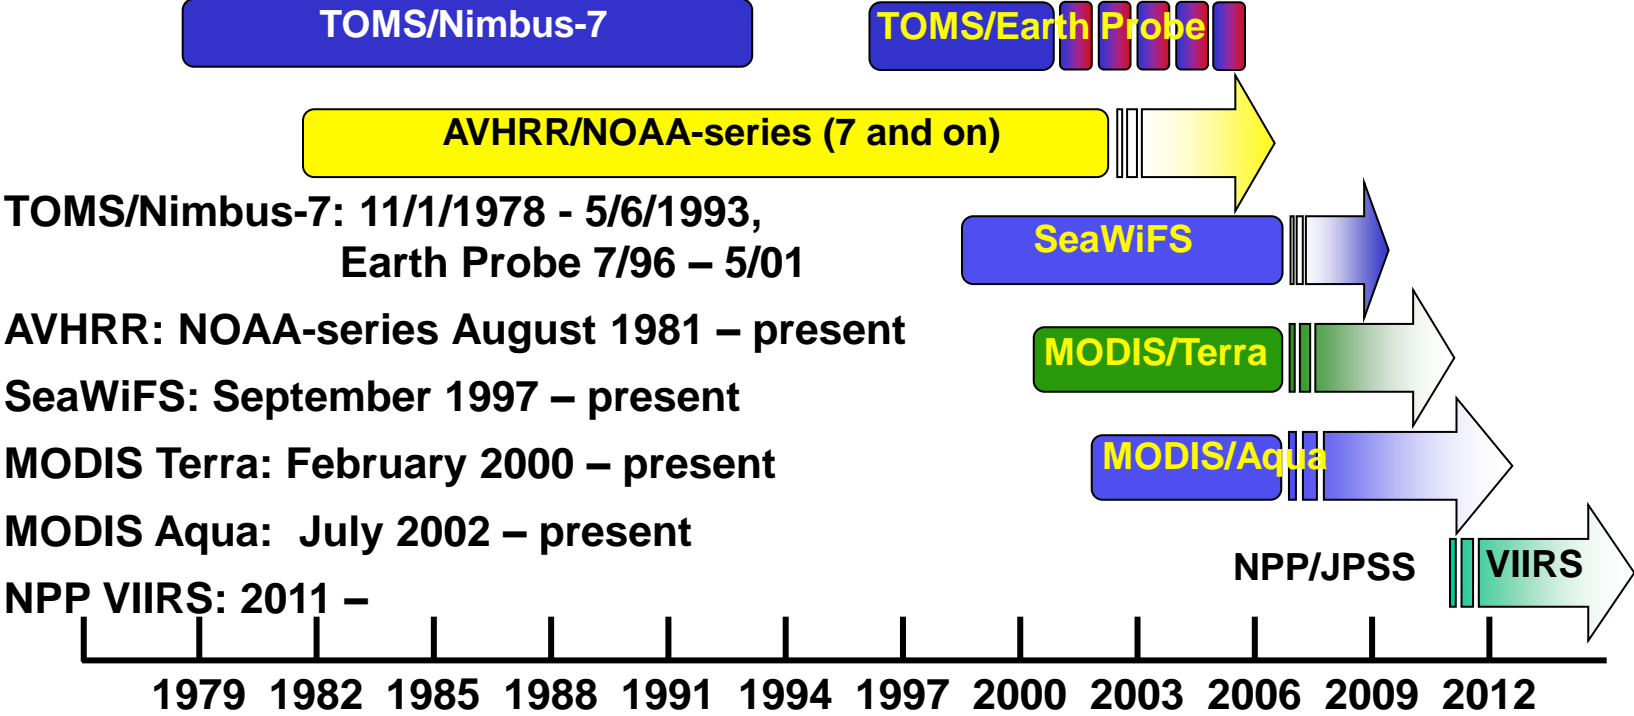 TOMS/Nimbus-7
TOMS/Earth Probe
AVHRR/NOAA-series (7 and on)
TOMS/Nimbus-7: 11/1/1978 - 5/6/1993,
Earth Probe 7/96 – 5/01
SeaWiFS
AVHRR: NOAA-series August 1981 – present
MODIS/Terra
SeaWiFS: September 1997 – present
MODIS Terra: February 2000 – present
MODIS/Aqua
MODIS Aqua:  July 2002 – present
NPP/JPSS
VIIRS
NPP VIIRS: 2011 –
1979 1982 1985 1988 1991 1994 1997 2000 2003 2006 2009 2012